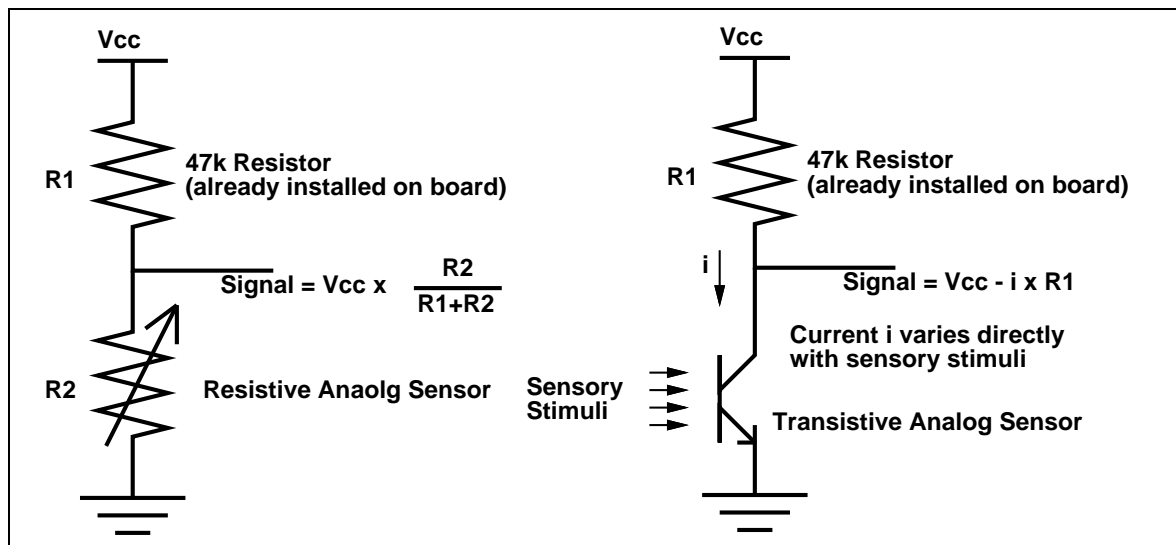 Vcc
R1
47k Resistor
(already installed on board)
Signal = Vcc x R2
R1+R2
R2
Resistive Anaolg Sensor
Vcc
R1
47k Resistor
(already installed on board)
i
Signal = Vcc - i x R1
Current i varies directly
with sensory stimuli
Sensory
Stimuli
Transistive Analog Sensor